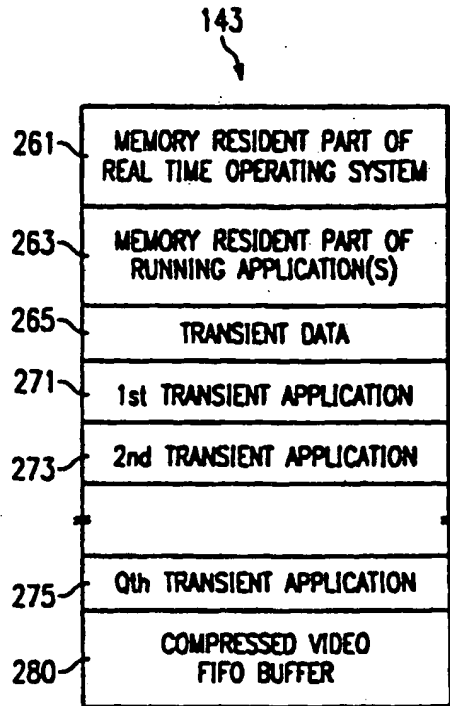 143
261
MEMORY RESIDENT PART OF
REAL TIME OPERATING SYSTEM
263
MEMORY RESIDENT PART OF
RUNNING APPLICATION(S)
265
TRANSIENT DATA
271
1st TRANSIENT APPLICATION
273
2nd TRANSIENT APPLICATION
275
Qth TRANSIENT APPLICATION
280
COMPRESSED VIDEO
FIFO BUFFER